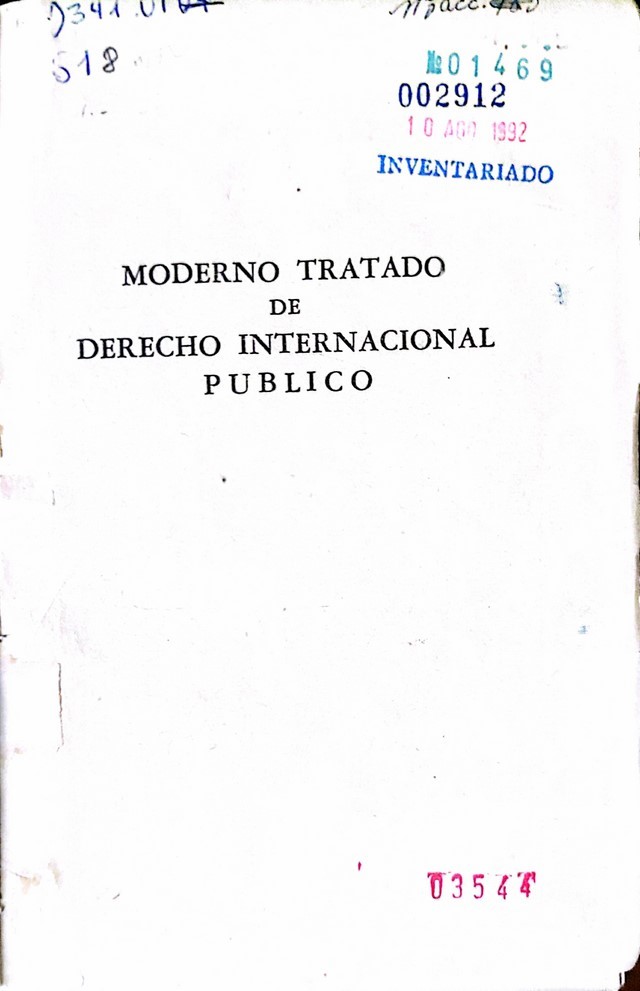 518
№01469
002912
10 AGO 1992
INVENTARIADO
MODERNO TRATADO
DE
DERECHO INTERNACIONAL
PUBLICO
03544